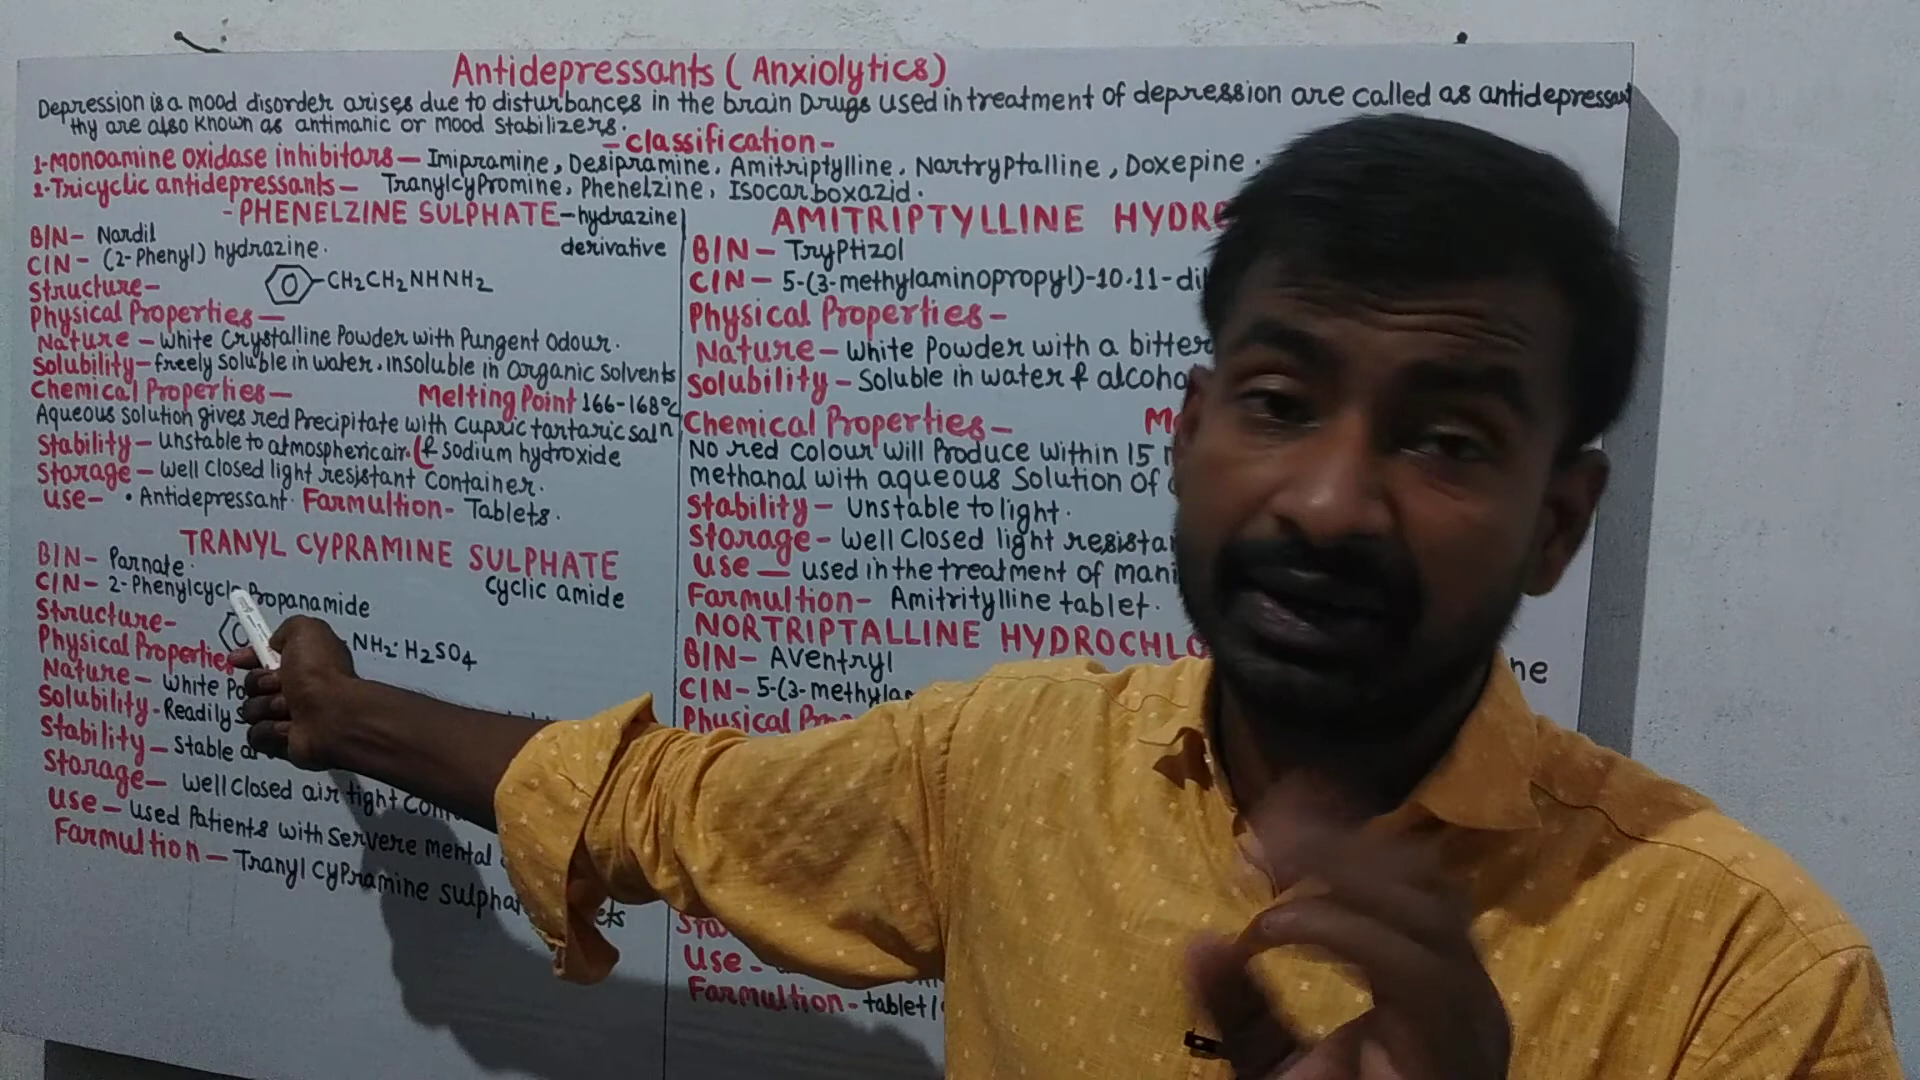 Antidepressants (Anxiolytics)
Depression is a mood disorder arises due to disturbances in the brain Drugs used in treatment of depression are called as antidepressant
thy are also known as antimanic or mood stabilizers.
-classification-
1-Monoamine oxidase inhibitors- Imipramine, Desipramine, Amitriptylline, Nartryptalline, Doxepine.
2-Tricyclic antidepressants- Tranylcypromine, Phenelzine, Isocarboxazid.
-PHENELZINE SULPHATE-hydrazine
derivative
BIN- Nardil
CIN- (2-Phenyl) hydrazine.
Structure-
CH2CH2NHNH2
Physical Properties-
Nature - white Crystalline Powder with Pungent Odour.
Solubility-freely soluble in water. insoluble in organic solvents
Chemical Properties- Melting Point 166-168°C
Aqueous solution gives red Precipitate with cupric tartaric saln
Stability- unstable to atmospheric air & sodium hydroxide
Storage - well closed light resistant Container.
Use- • Antidepressant. Farmultion- Tablets.
TRANYL CYPRAMINE SULPHATE
BIN- Parnate.
cyclic amide
CIN- 2-Phenylcyclo Propanamide
Structure-
NH2· H2SO4
Physical Properties
Nature - white
Solubility-Readily
Stability- Stable
Storage- well closed air tight
Use- used Patients with servere mental
Farmultion- Tranyl cypramine sulphat
ets
AMITRIPTYLLINE HYDR
BIN- Tryptizol
CIN- 5-(3-methylaminopropyl)-10.11-di
Physical Properties-
Nature- white Powder with a bitter
Solubility- Soluble in water & alcoho
Chemical Properties- M
No red colour will Produce within 15
methanal with aqueous Solution of
Stability- Unstable to light.
Storage- well closed light resista
Use- used in the treatment of mani
Farmultion- Amitritylline tablet.
NORTRIPTALLINE HYDROCHLO
BIN- Aventryl
ne
CIN-5-(3-methyla
Physical
Sta
Use-
Farmultion-tablet/